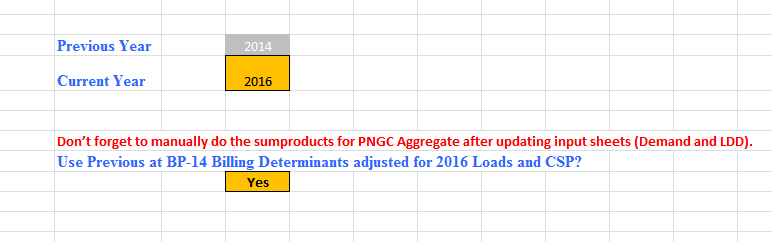 Previous Year 2014
Current Year 2016
Don't forget to manually do the sumproducts for PNGC Aggregate after updating input sheets (Demand and LDD).
Use Previous at BP-14 Billing Determinants adjusted for 2016 Loads and CSP?
Yes